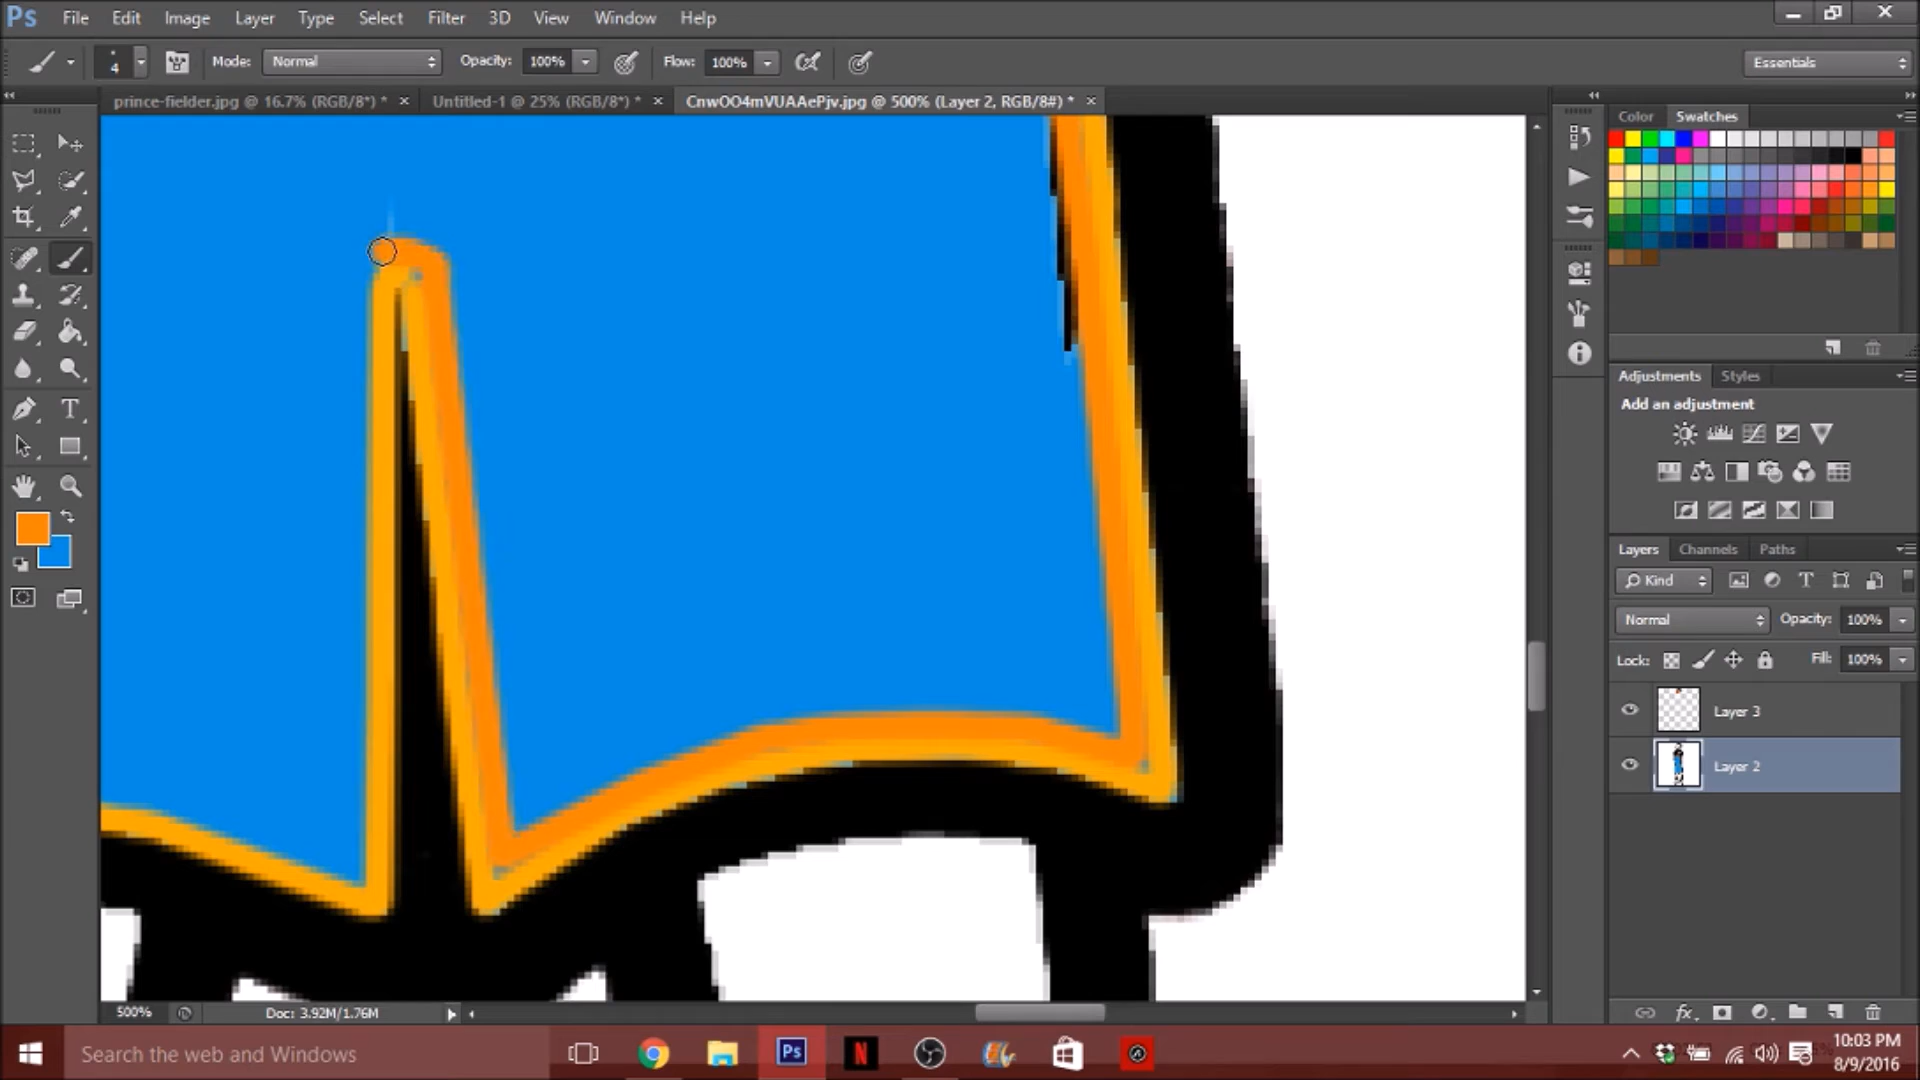 Ps File Edit Image Layer Type Select Filter 3D View Window Help
4 Mode: Normal Opacity: 100% Flow: 100% Essentials
prince-fielder.jpg @ 16.7% (RGB/8*) * × Untitled-1 @ 25% (RGB/8*) * × CnwOO4mVUAAePjv.jpg @ 500% (Layer 2, RGB/8#) * ×
Color Swatches
Adjustments Styles
Add an adjustment
T
Layers Channels Paths
Kind T
Normal Opacity: 100%
Lock: Fill: 100%
Layer 3
Layer 2
500% Doc: 3.92M/1.76M
Search the web and Windows Ps N 10:03 PM
8/9/2016